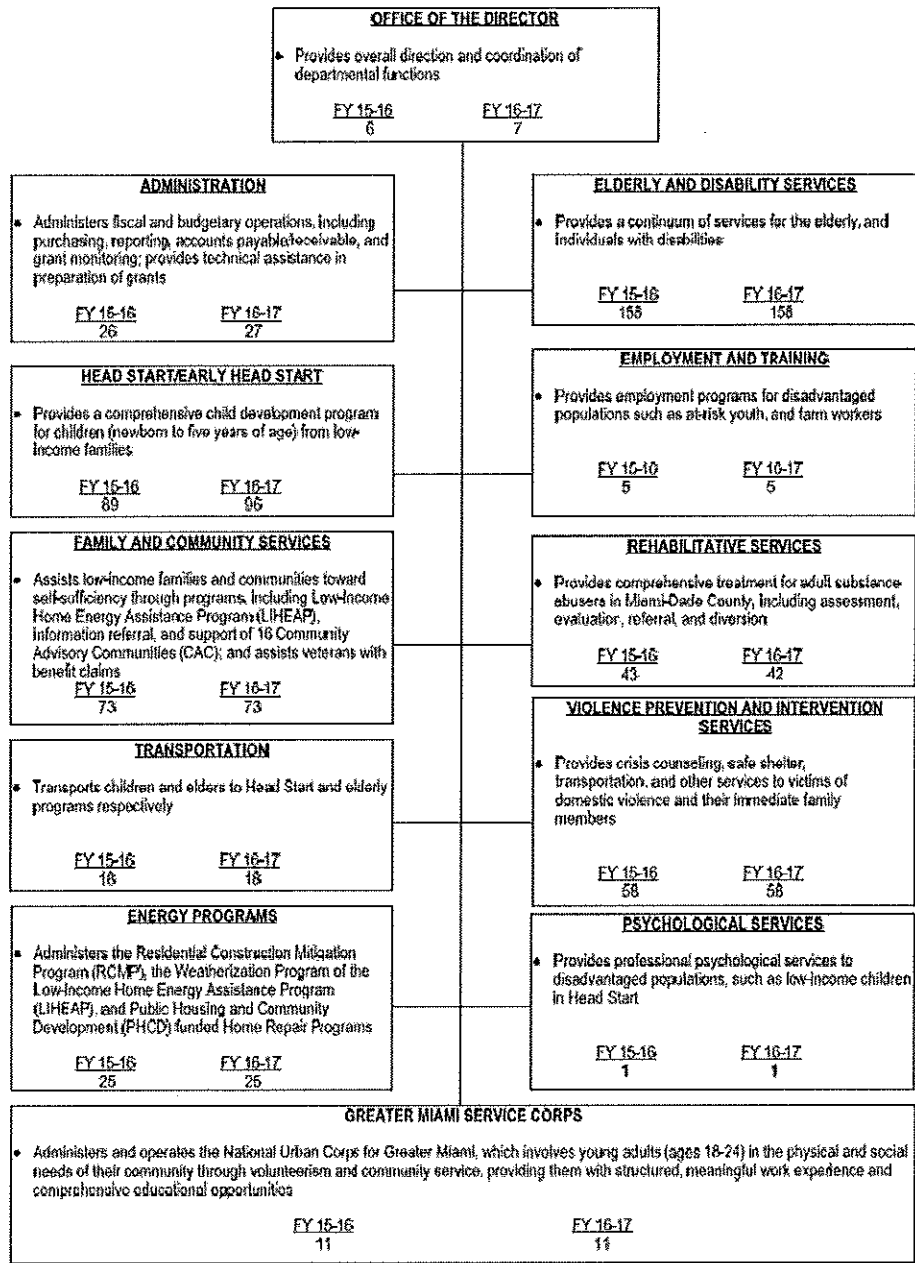 OFFICE OF THE DIRECTOR
• Provides overall direction and coordination of
departmental functions
FY 15-16 FY 16-17
6 7
ADMINISTRATION
• Administers fiscal and budgetary operations, including
purchasing, reporting, accounts payable/receivable, and
grant monitoring; provides technical assistance in
preparation of grants
FY 15-16 FY 16-17
26 27
ELDERLY AND DISABILITY SERVICES
• Provides a continuum of services for the elderly, and
individuals with disabilities
FY 15-16 FY 16-17
158 158
HEAD START/EARLY HEAD START
• Provides a comprehensive child development program
for children (newborn to five years of age) from low-
income families
FY 15-16 FY 16-17
89 96
EMPLOYMENT AND TRAINING
• Provides employment programs for disadvantaged
populations such as at-risk youth, and farm workers
FY 16-17
5 5
FAMILY AND COMMUNITY SERVICES
• Assists low-income families and communities toward
self-sufficiency through programs, including Low-Income
Home Energy Assistance Program (LIHEAP),
information referral, and support of 16 Community
Advisory Communities (CAC); and assists veterans with
benefit claims
FY 15-16 FY 16-17
73 73
REHABILITATIVE SERVICES
• Provides comprehensive treatment for adult substance
abusers in Miami-Dade County, including assessment,
evaluation, referral, and diversion
FY 15-16 FY 16-17
43 42
TRANSPORTATION
• Transports children and elders to Head Start and elderly
programs respectively
FY 15-16 FY 16-17
18 18
VIOLENCE PREVENTION AND INTERVENTION
SERVICES
• Provides crisis counseling, safe shelter,
transportation, and other services to victims of
domestic violence and their immediate family
members
FY 15-16 FY 16-17
58 58
ENERGY PROGRAMS
• Administers the Residential Construction Mitigation
Program (RCMP), the Weatherization Program of the
Low-Income Home Energy Assistance Program
(LIHEAP), and Public Housing and Community
Development (PHCD) funded Home Repair Programs
FY 15-16 FY 16-17
25 25
PSYCHOLOGICAL SERVICES
• Provides professional psychological services to
disadvantaged populations, such as low-income children
in Head Start
FY 15-16 FY 16-17
1 1
GREATER MIAMI SERVICE CORPS
• Administers and operates the National Urban Corps for Greater Miami, which involves young adults (ages 18-24) in the physical and social
needs of their community through volunteerism and community service, providing them with structured, meaningful work experience and
comprehensive educational opportunities
FY 15-16 FY 16-17
11 11